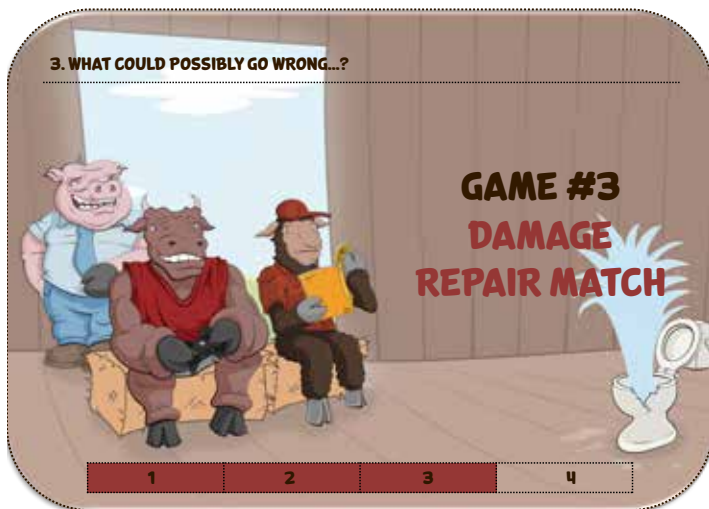 3. WHAT COULD POSSIBLY GO WRONG...?
GAME #3
DAMAGE
REPAIR MATCH
1 2 3 4